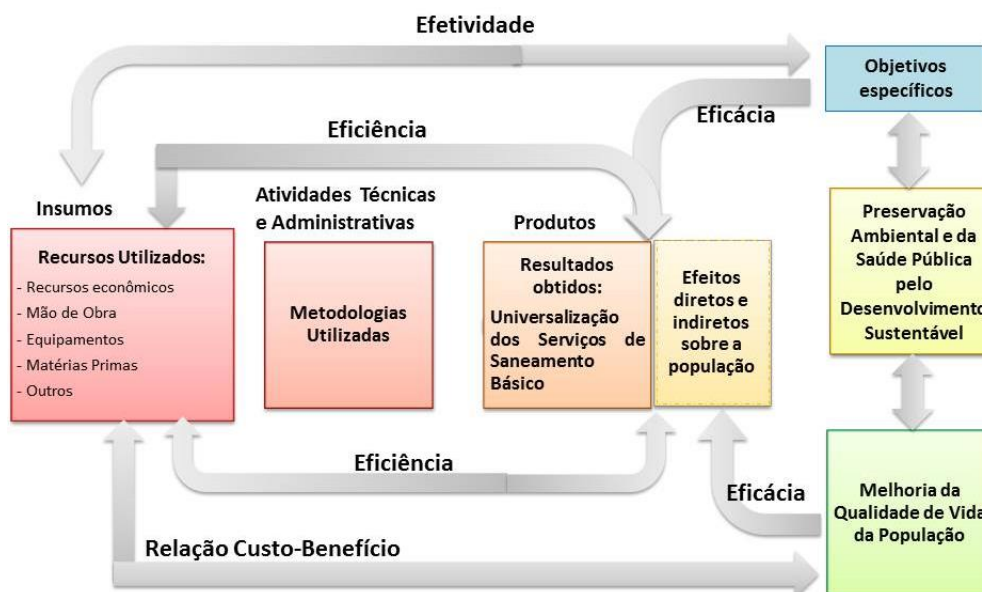 Efetividade
Objetivos
específicos
Eficácia
Eficiência
Insumos
Atividades Técnicas
e Administrativas
Produtos
Recursos Utilizados:
- Recursos econômicos
- Mão de Obra
- Equipamentos
- Matérias Primas
- Outros
Metodologias
Utilizadas
Resultados
obtidos:
Universalização
dos Serviços de
Saneamento
Básico
Efeitos
diretos e
indiretos
sobre a
população
Preservação
Ambiental e da
Saúde Pública
pelo
Desenvolvimento
Sustentável
Eficiência
Eficácia
Melhoria da
Qualidade de Vida
da População
Relação Custo-Benefício